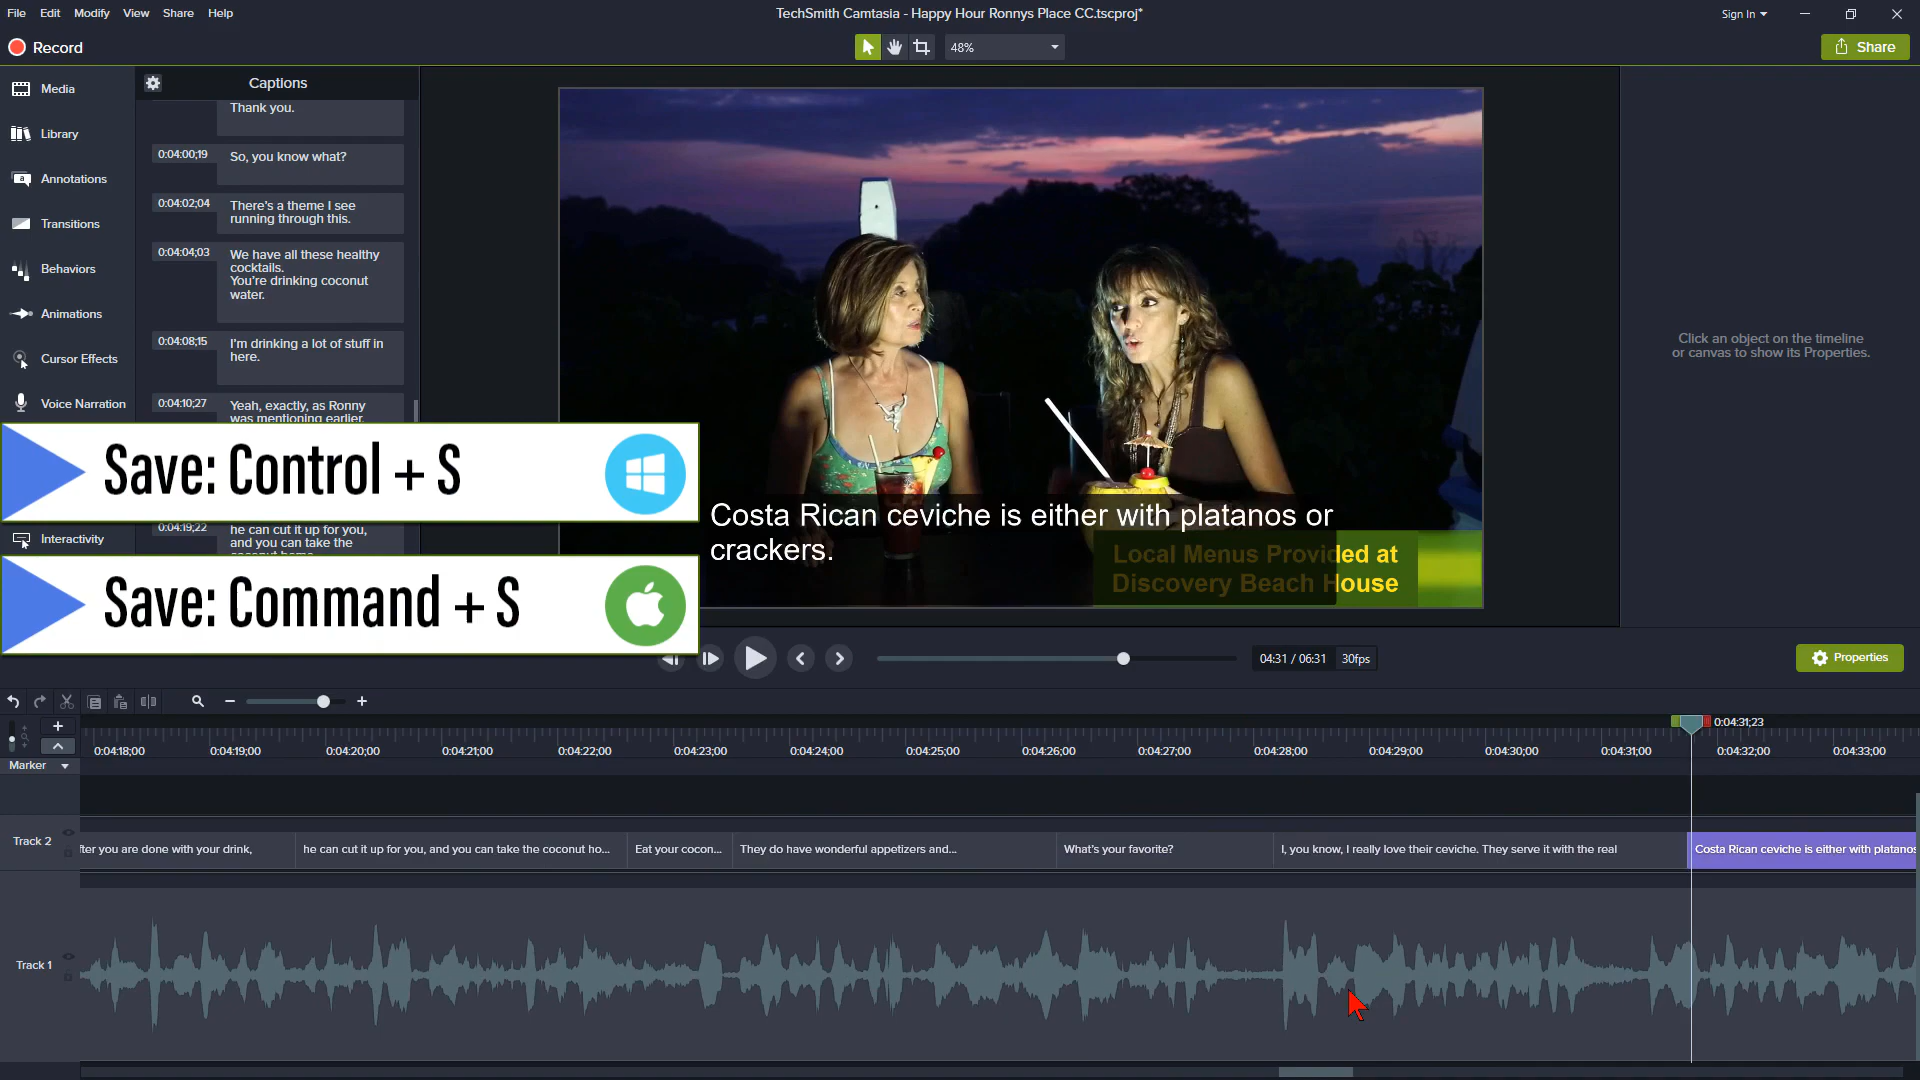 File Edit Modify View Share Help
TechSmith Camtasia - Happy Hour Ronnys Place CC.tscproj*
Sign In
Record
48%
Share
Media
Library
Annotations
Transitions
Behaviors
Animations
Cursor Effects
Voice Narration
Interactivity
Captions
Thank you.
0:04:00;19
So, you know what?
0:04:02;04
There's a theme I see
running through this.
0:04:04;03
We have all these healthy
cocktails.
You're drinking coconut
water.
0:04:08;15
I'm drinking a lot of stuff in
here.
0:04:10;27
Yeah, exactly, as Ronny
was mentioning earlier.
Save: Control + S
0:04:19;22
he can cut it up for you,
and you can take the
coconut home
Save: Command + S
Costa Rican ceviche is either with platanos or
crackers.
Local Menus Provided at
Discovery Beach House
Click an object on the timeline
or canvas to show its Properties.
04:31 / 06:31 30fps
Properties
0:04:31;23
0:04:18;00 0:04:19;00 0:04:20;00 0:04:21;00 0:04:22;00 0:04:23;00 0:04:24;00 0:04:25;00 0:04:26;00 0:04:27;00 0:04:28;00 0:04:29;00 0:04:30;00 0:04:31;00 0:04:32;00 0:04:33;00
Marker
Track 2
ter you are done with your drink,
he can cut it up for you, and you can take the coconut ho...
Eat your cocon...
They do have wonderful appetizers and...
What's your favorite?
I, you know, I really love their ceviche. They serve it with the real
Costa Rican ceviche is either with platanos
Track 1